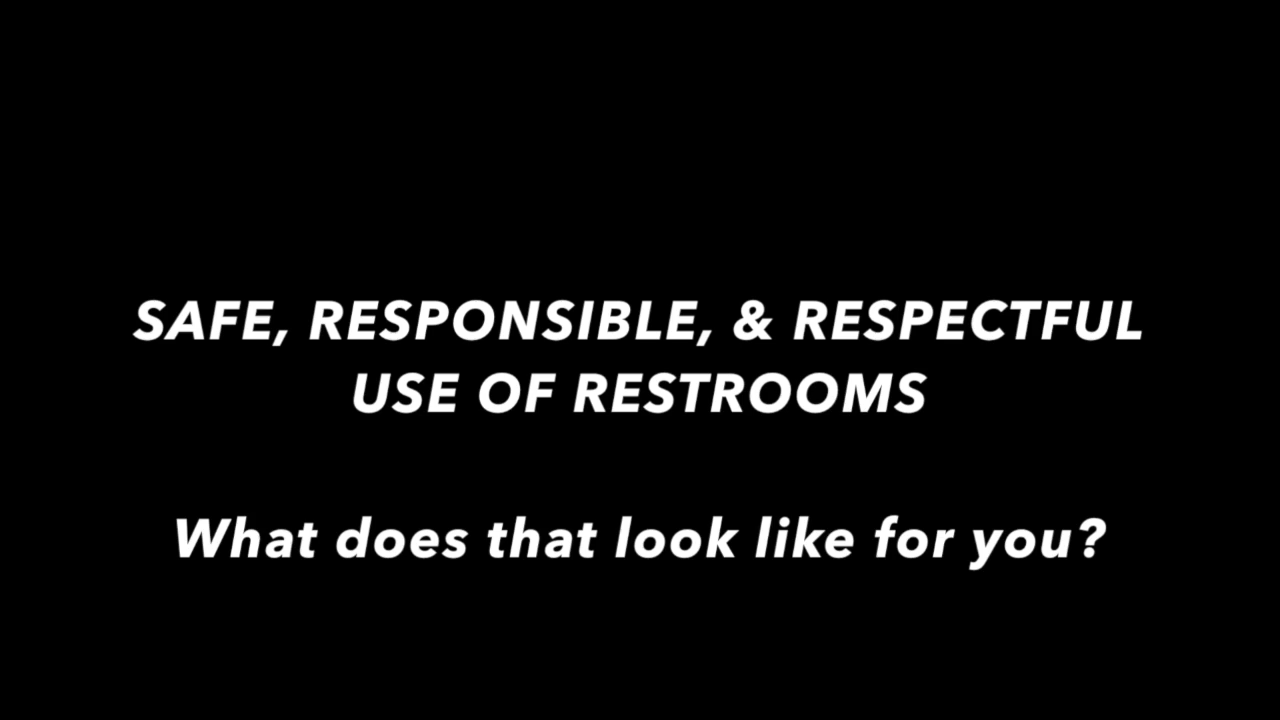 SAFE, RESPONSIBLE, & RESPECTFUL
USE OF RESTROOMS
What does that look like for you?